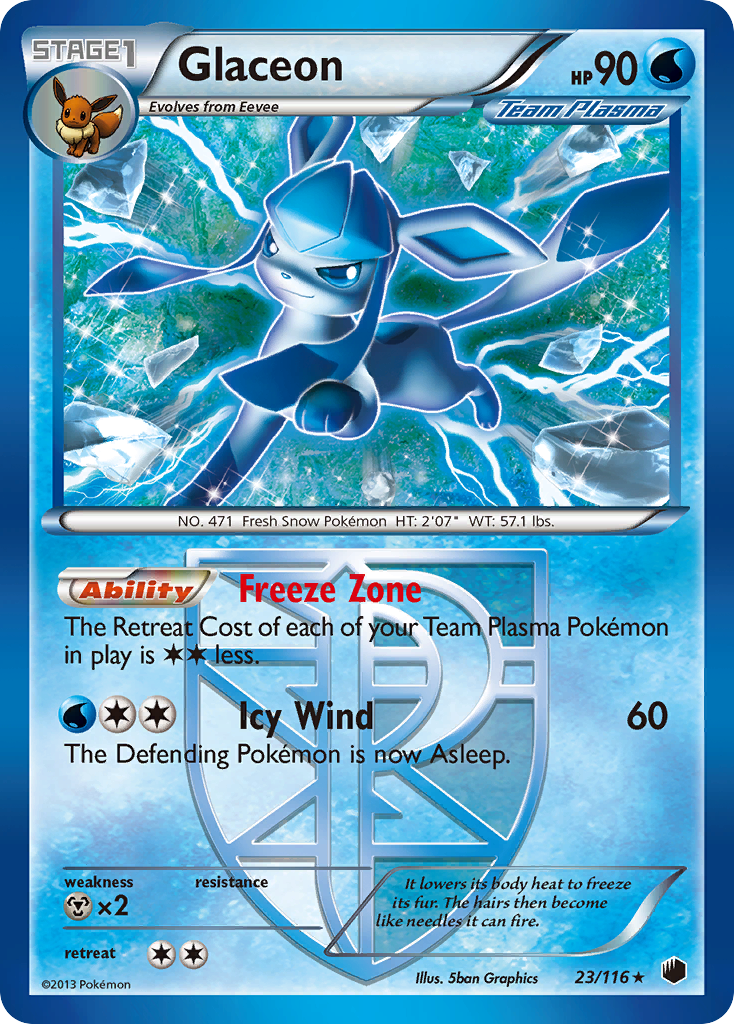 STAGE1
Glaceon
HP90
Evolves from Eevee
Team Plasma
NO. 471 Fresh Snow Pokémon HT: 2'07" WT: 57.1 lbs.
Ability Freeze Zone
The Retreat Cost of each of your Team Plasma Pokémon
in play is less.
Icy Wind 60
The Defending Pokémon is now Asleep.
weakness resistance
×2
retreat
It lowers its body heat to freeze
its fur. The hairs then become
like needles it can fire.
©2013 Pokémon
Illus. 5ban Graphics
23/116 ★